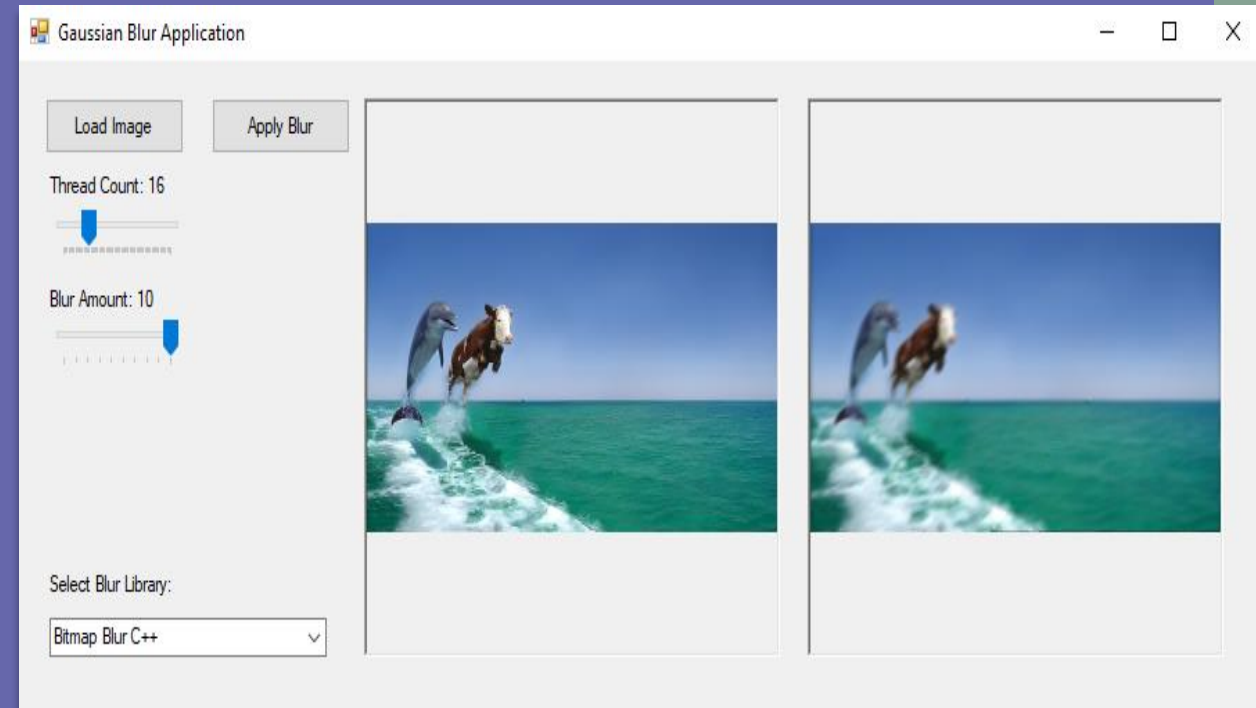 Gaussian Blur Application
Load Image
Apply Blur
Thread Count: 16
Blur Amount: 10
Select Blur Library:
Bitmap Blur C++